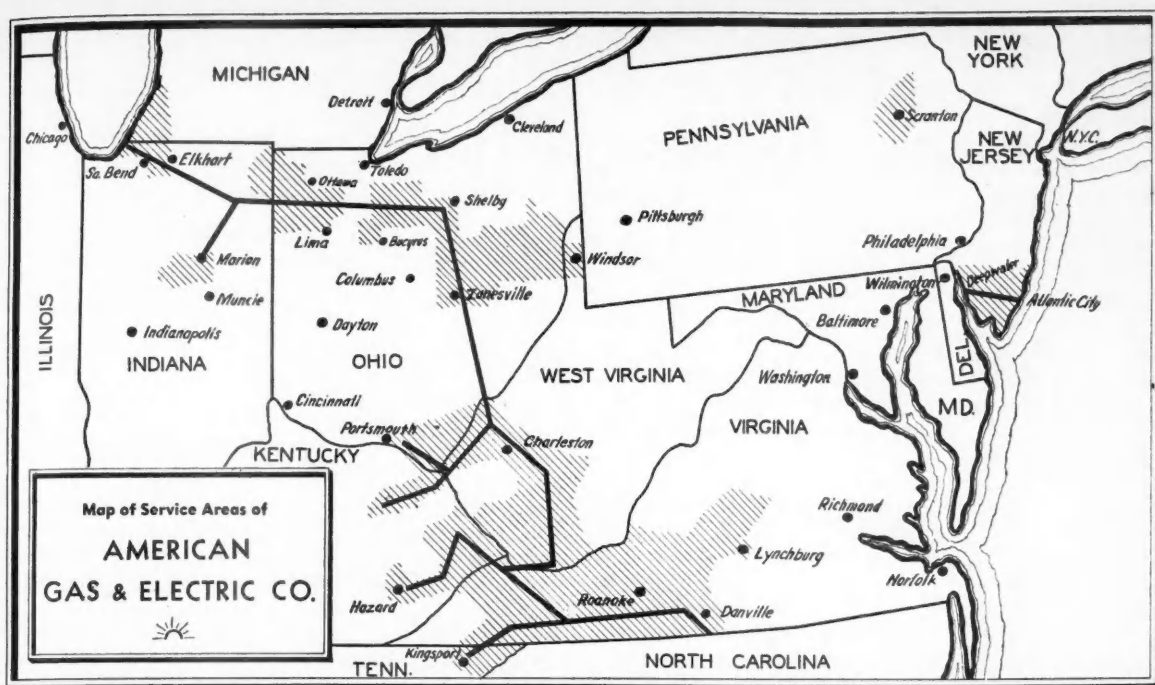 NEW
YORK
MICHIGAN
Detroit
Cleveland
PENNSYLVANIA
Scranton
NEW
JERSEY
N.Y.C.
Chicago
So. Bend
Elkhart
Toledo
Ottawa
Shelby
Lima
Bucyrus
Pittsburgh
Philadelphia
Marion
Columbus
Windsor
Deepwater
Wilmington
Muncie
Zanesville
MARYLAND
Atlantic City
Baltimore
Indianapolis
Dayton
ILLINOIS
INDIANA
OHIO
WEST VIRGINIA
Washington
DEL.
MD.
Cincinnati
Portsmouth
Charleston
VIRGINIA
KENTUCKY
Map of Service Areas of
AMERICAN
GAS & ELECTRIC CO.
Richmond
Lynchburg
Norfolk
Hazard
Roanoke
Danville
Kingsport
TENN.
NORTH CAROLINA